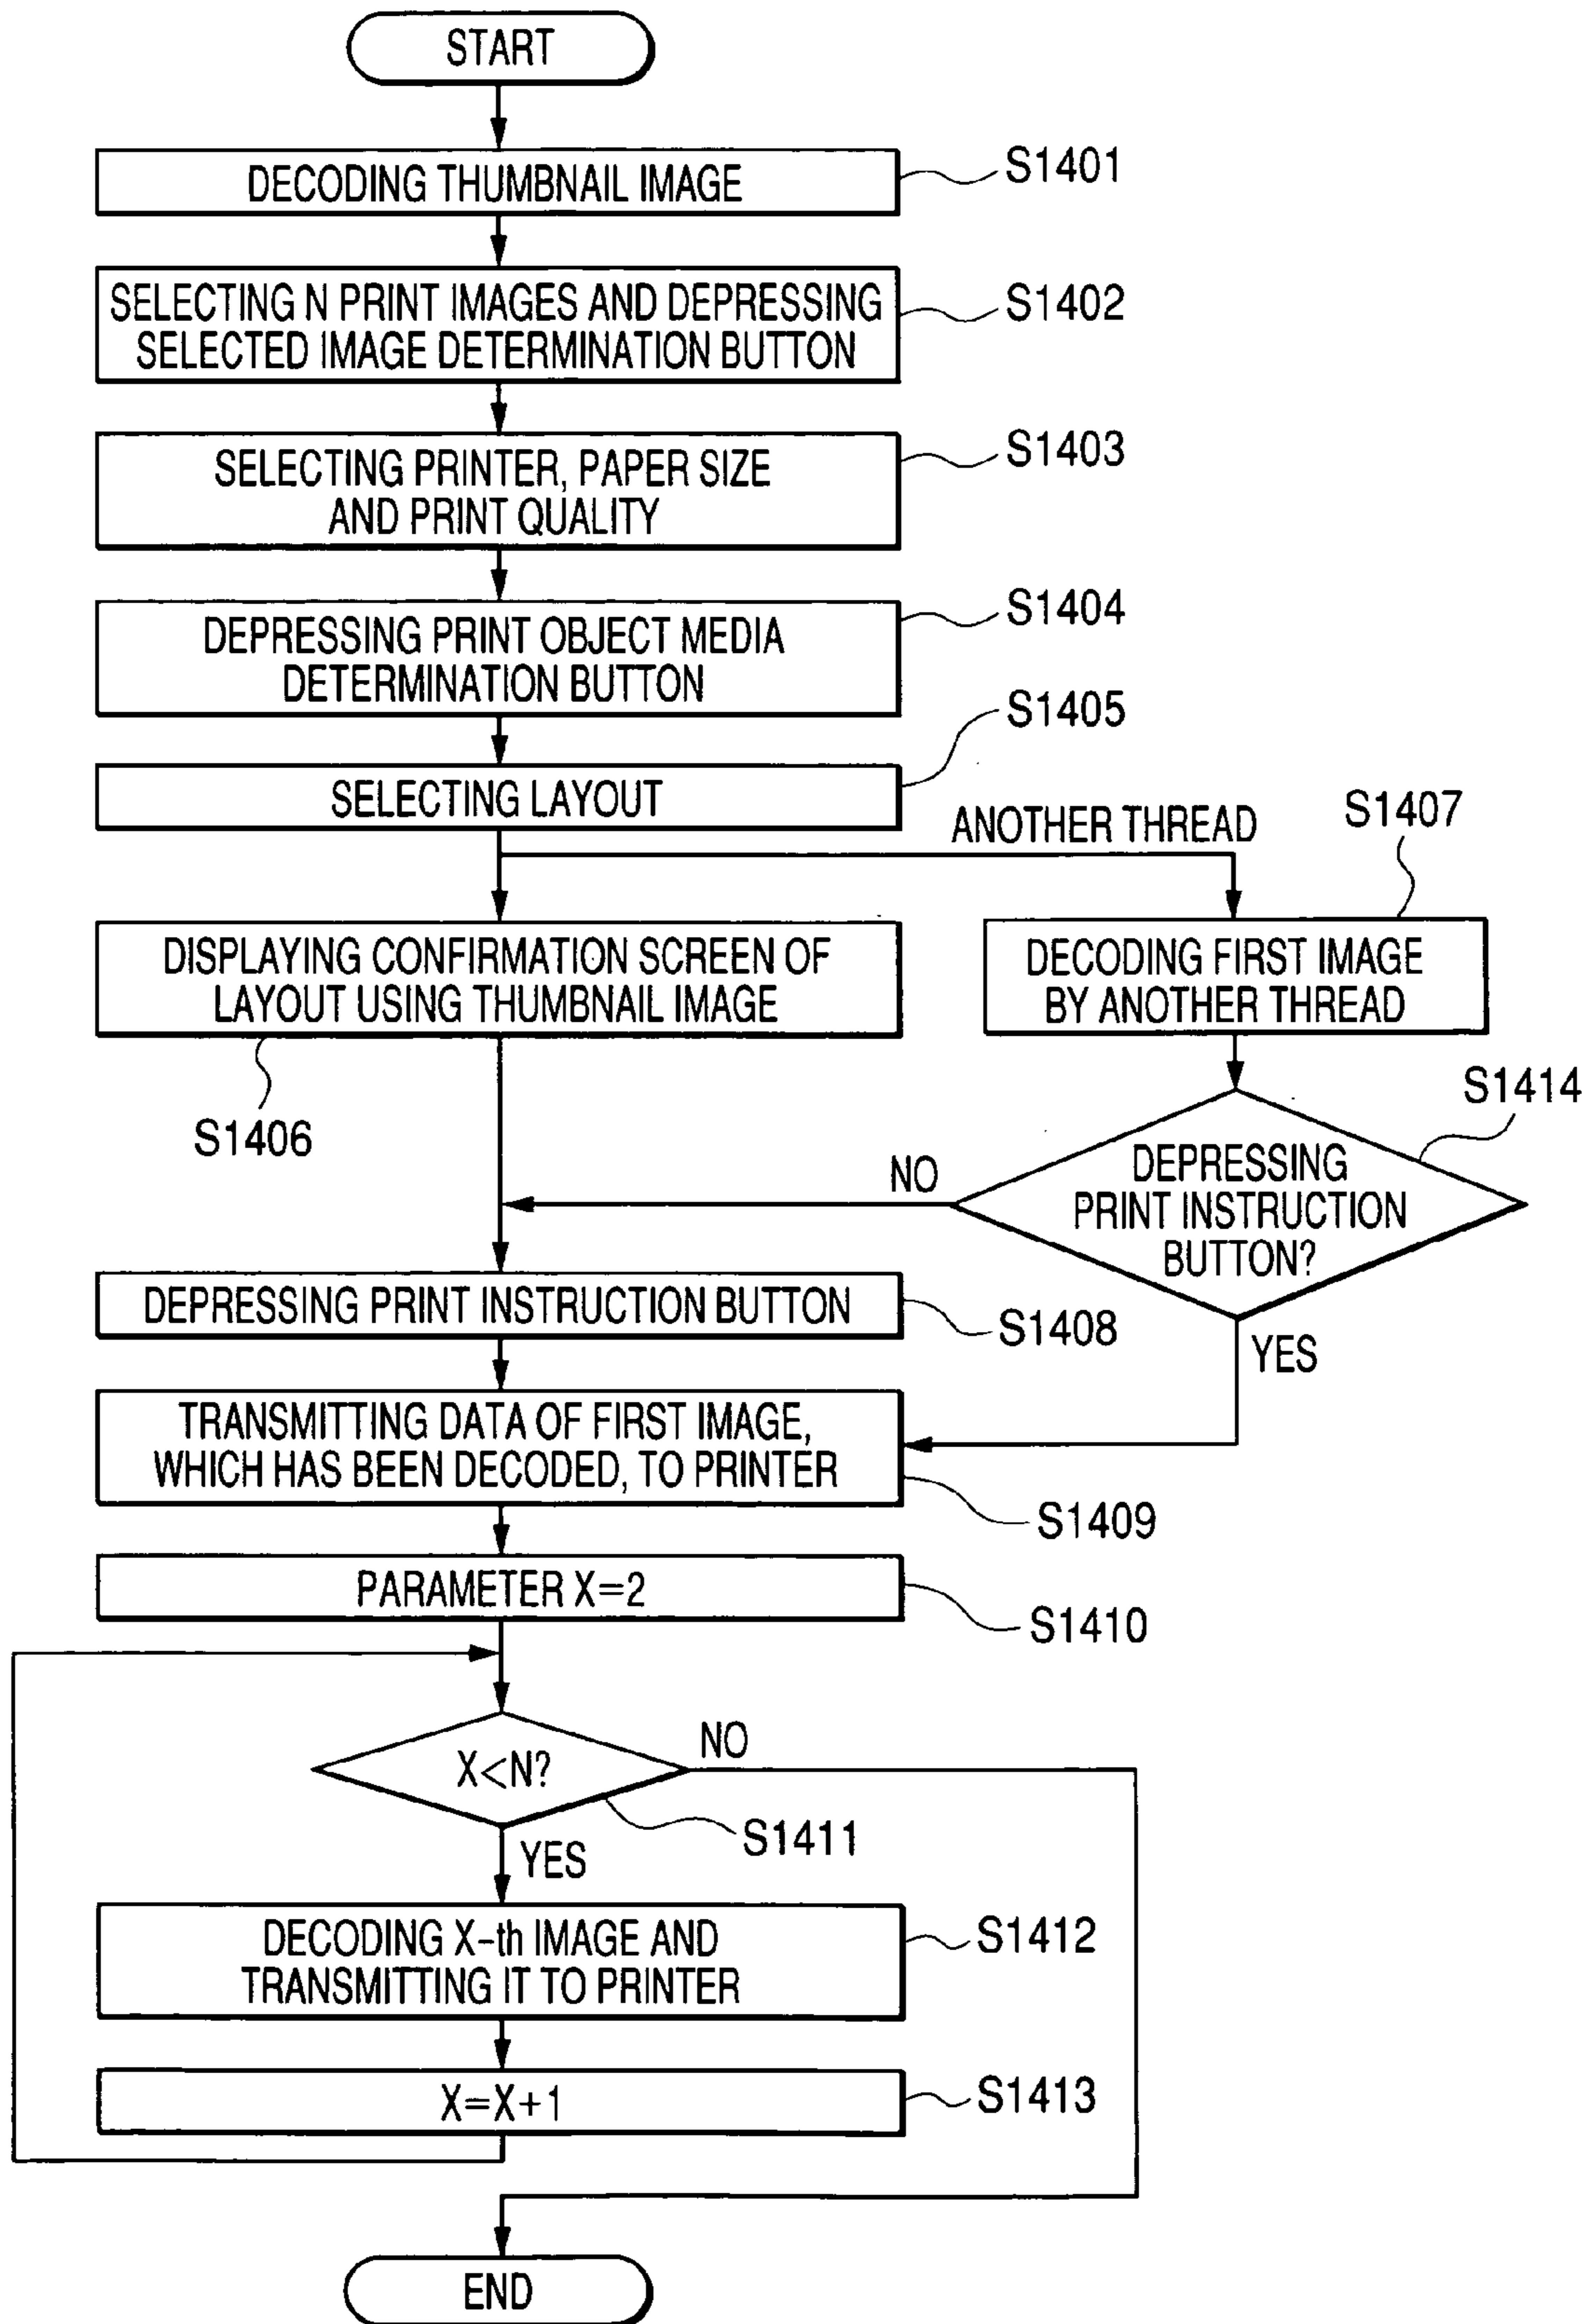 START
DECODING THUMBNAIL IMAGE
S1401
SELECTING N PRINT IMAGES AND DEPRESSING
SELECTED IMAGE DETERMINATION BUTTON
S1402
SELECTING PRINTER, PAPER SIZE
AND PRINT QUALITY
S1403
DEPRESSING PRINT OBJECT MEDIA
DETERMINATION BUTTON
S1404
SELECTING LAYOUT
S1405
ANOTHER THREAD
S1407
DISPLAYING CONFIRMATION SCREEN OF
LAYOUT USING THUMBNAIL IMAGE
S1406
DECODING FIRST IMAGE
BY ANOTHER THREAD
S1414
DEPRESSING
PRINT INSTRUCTION
BUTTON?
NO
YES
DEPRESSING PRINT INSTRUCTION BUTTON
S1408
TRANSMITTING DATA OF FIRST IMAGE,
WHICH HAS BEEN DECODED, TO PRINTER
S1409
PARAMETER X=2
S1410
X<N?
NO
S1411
YES
DECODING X-th IMAGE AND
TRANSMITTING IT TO PRINTER
S1412
X=X+1
S1413
END